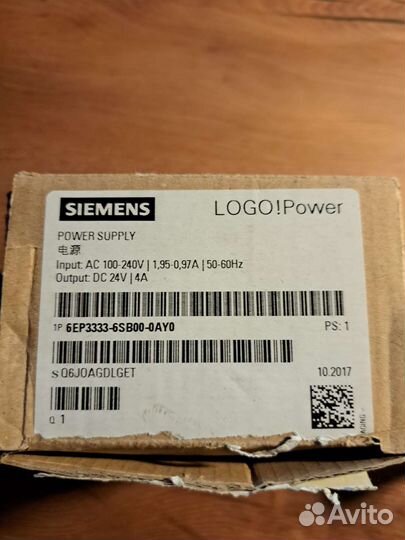 SIEMENS
LOGO!Power
POWER SUPPLY
电源
Input: AC 100-240V | 1,95-0,97A | 50-60Hz
Output: DC 24V | 4A
1P 6EP3333-6SB00-0AY0
PS: 1
S Q6JOAGDLGET
10.2017
Q 1
Avito